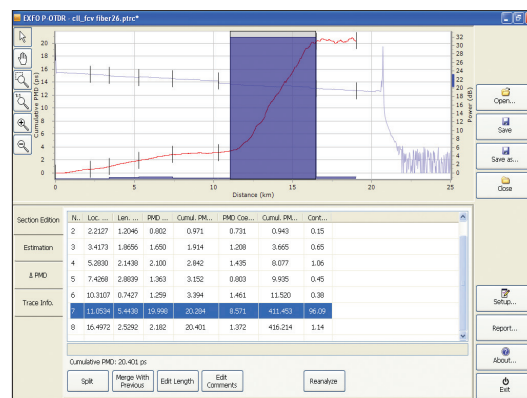 EXFO P-OTDR - cll_fcv fiber26.ptrc*
Cumulative PMD (ps)
20
18
16
14
12
10
8
6
4
2
0
32
30
28
26
24
22
20
18
16
14
12
10
8
6
4
2
0
Power (dB)
0 5 10 15 20 25
Distance (km)
Open...
Save
Save as...
Close
Setup...
Report...
About...
Exit
Section Edition
Estimation
Δ PMD
Trace Info.
N.. Loc. ... Len. ... PMD ... Cumul. PM... PMD Coe... Cumul. PM... Cont...
2 2.2127 1.2046 0.802 0.971 0.731 0.943 0.15
3 3.4173 1.8656 1.650 1.914 1.208 3.665 0.65
4 5.2830 2.1438 2.100 2.842 1.435 8.077 1.06
5 7.4268 2.8839 1.363 3.152 0.803 9.935 0.45
6 10.3107 0.7427 1.259 3.394 1.461 11.520 0.38
7 11.0534 5.4438 19.998 20.284 8.571 411.453 96.09
8 16.4972 2.5292 2.182 20.401 1.372 416.214 1.14
Cumulative PMD: 20.401 ps
Split
Merge With Previous
Edit Length
Edit Comments
Reanalyze